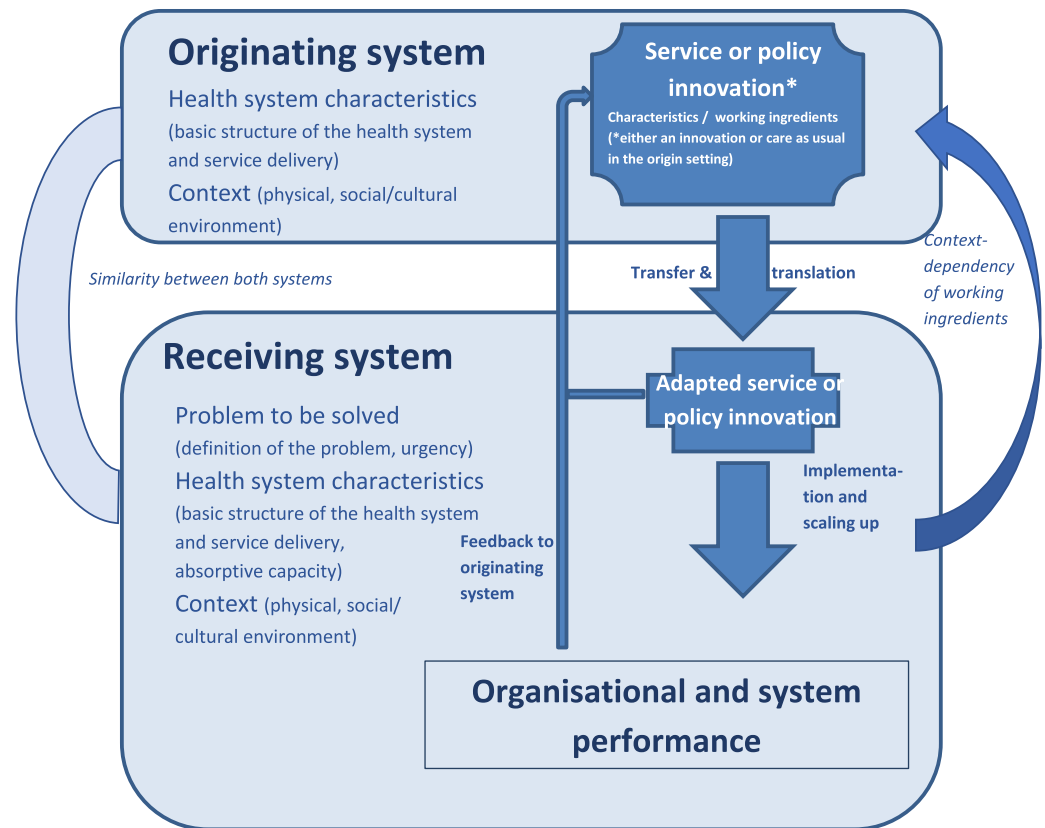 Originating system
Health system characteristics
(basic structure of the health system
and service delivery)
Context (physical, social/cultural
environment)
Service or policy
innovation*
Characteristics /  working ingredients
(*either an innovation or care as usual
in the origin setting)
Similarity between both systems
Transfer & translation
Context-
dependency
of working
ingredients
Receiving system
Problem to be solved
(definition of the problem, urgency)
Health system characteristics
(basic structure of the health system
and service delivery,
absorptive capacity)
Context (physical, social/
cultural environment)
Adapted service or
policy innovation
Implementa-
tion and
scaling up
Feedback to
originating
system
Organisational and system
performance